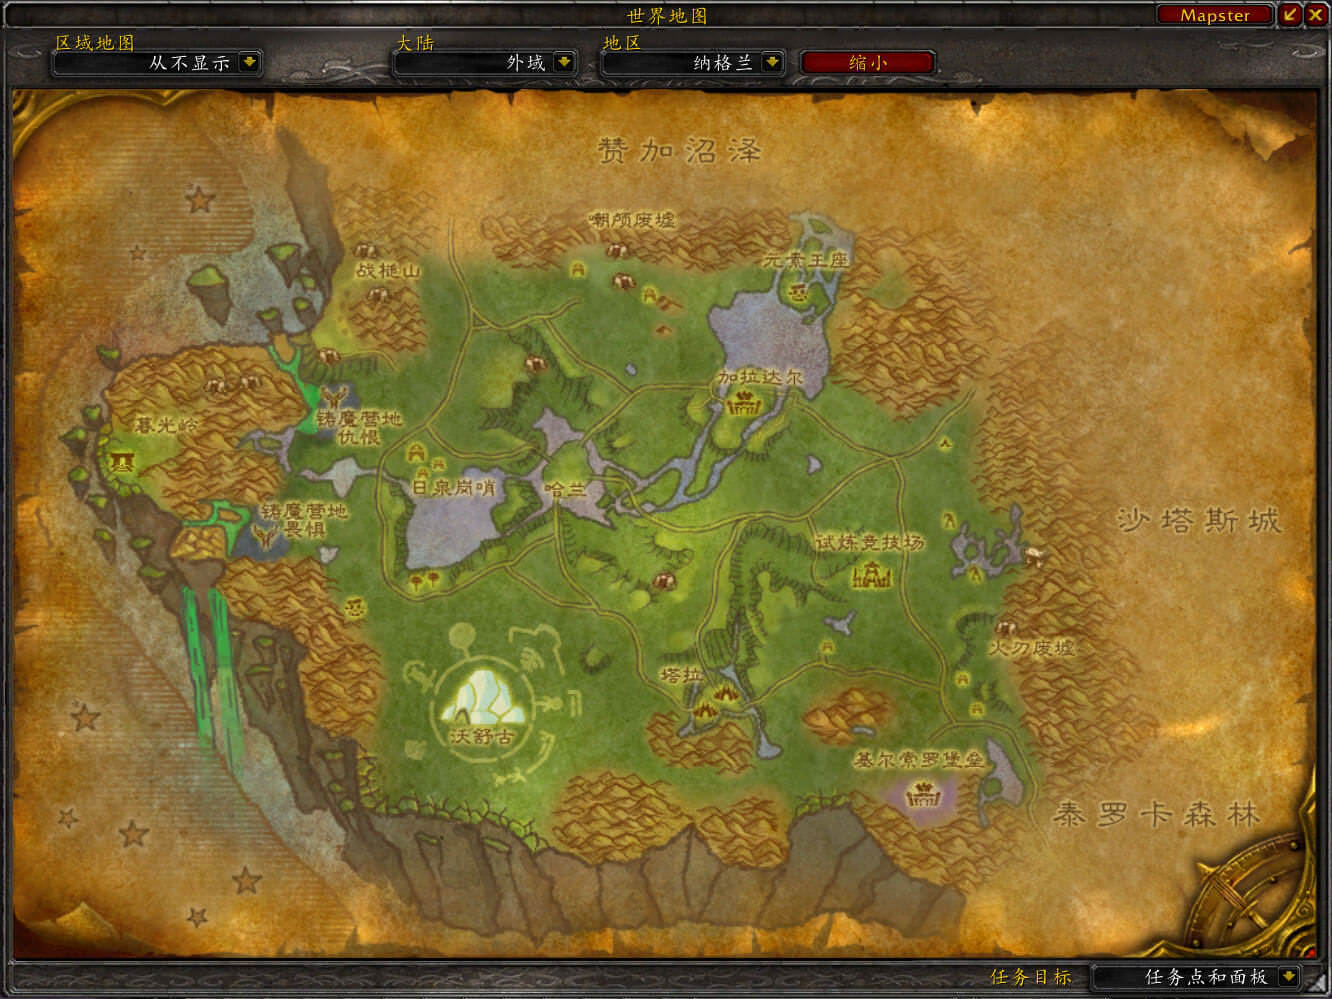 世界地图
Mapster
区域地图
大陆
地区
从不显示
外域
纳格兰
缩小
赞加沼泽
嘲颅废墟
元素王座
战槌山
加拉达尔
铸魔营地
仇恨
暮光岭
日泉岗哨
哈兰
铸魔营地
畏惧
沙塔斯城
试炼竞技场
火刃废墟
塔拉
沃舒古
基尔索罗堡垒
泰罗卡森林
任务目标
任务点和面板